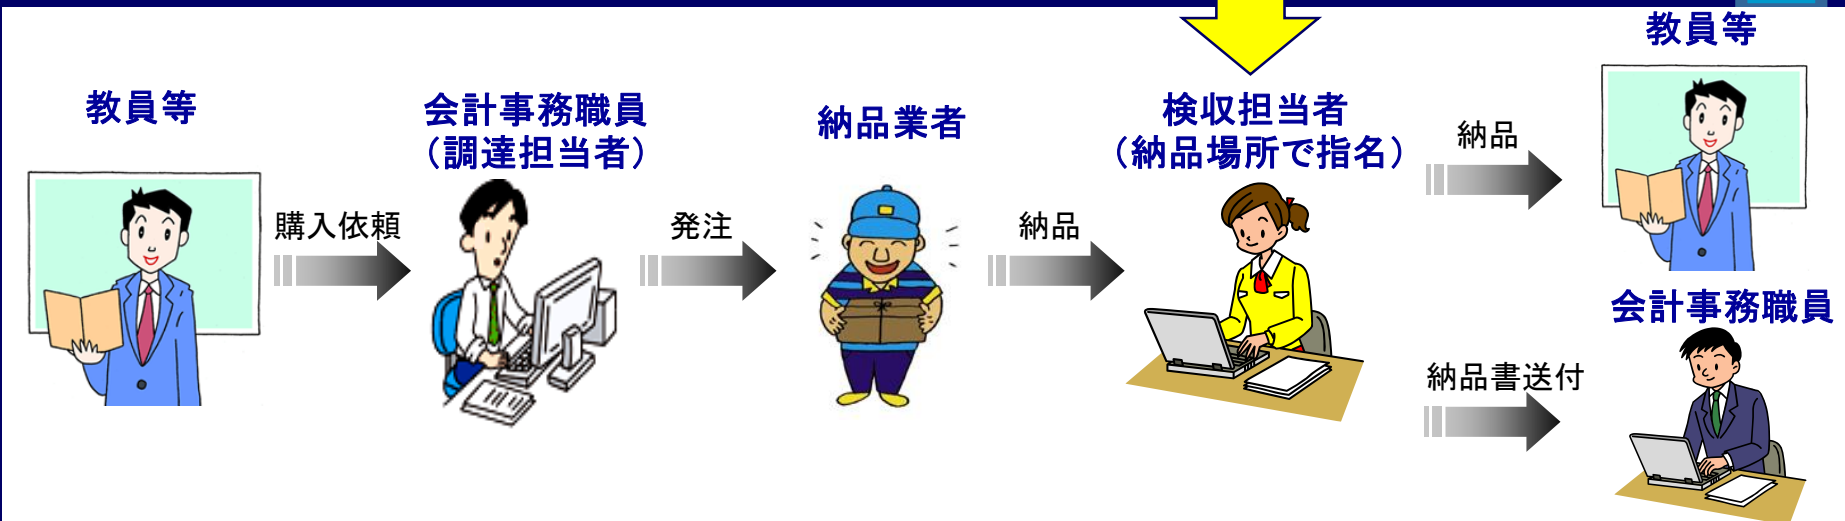 教員等
購入依頼
会計事務職員
（調達担当者）
発注
納品業者
納品
検収担当者
（納品場所で指名）
納品
教員等
納品書送付
会計事務職員